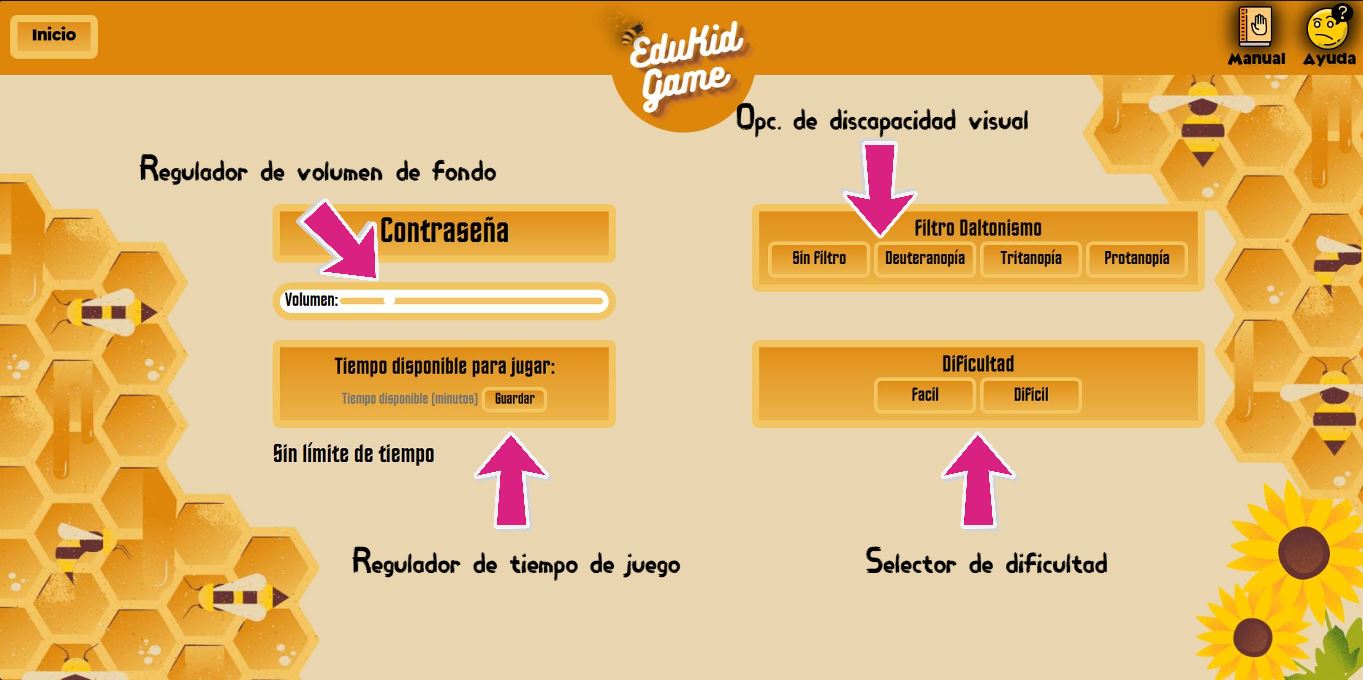 Inicio
EduKid
Game
?
Manual
Ayuda
Opc. de discapacidad visual
Regulador de volumen de fondo
Contraseña
Volumen:
Filtro Daltonismo
Sin Filtro
Deuteranopía
Tritanopía
Protanopía
Tiempo disponible para jugar:
Tiempo disponible (minutos)
Guardar
Dificultad
Facíl
Difícil
Sin límite de tiempo
Regulador de tiempo de juego
Selector de dificultad